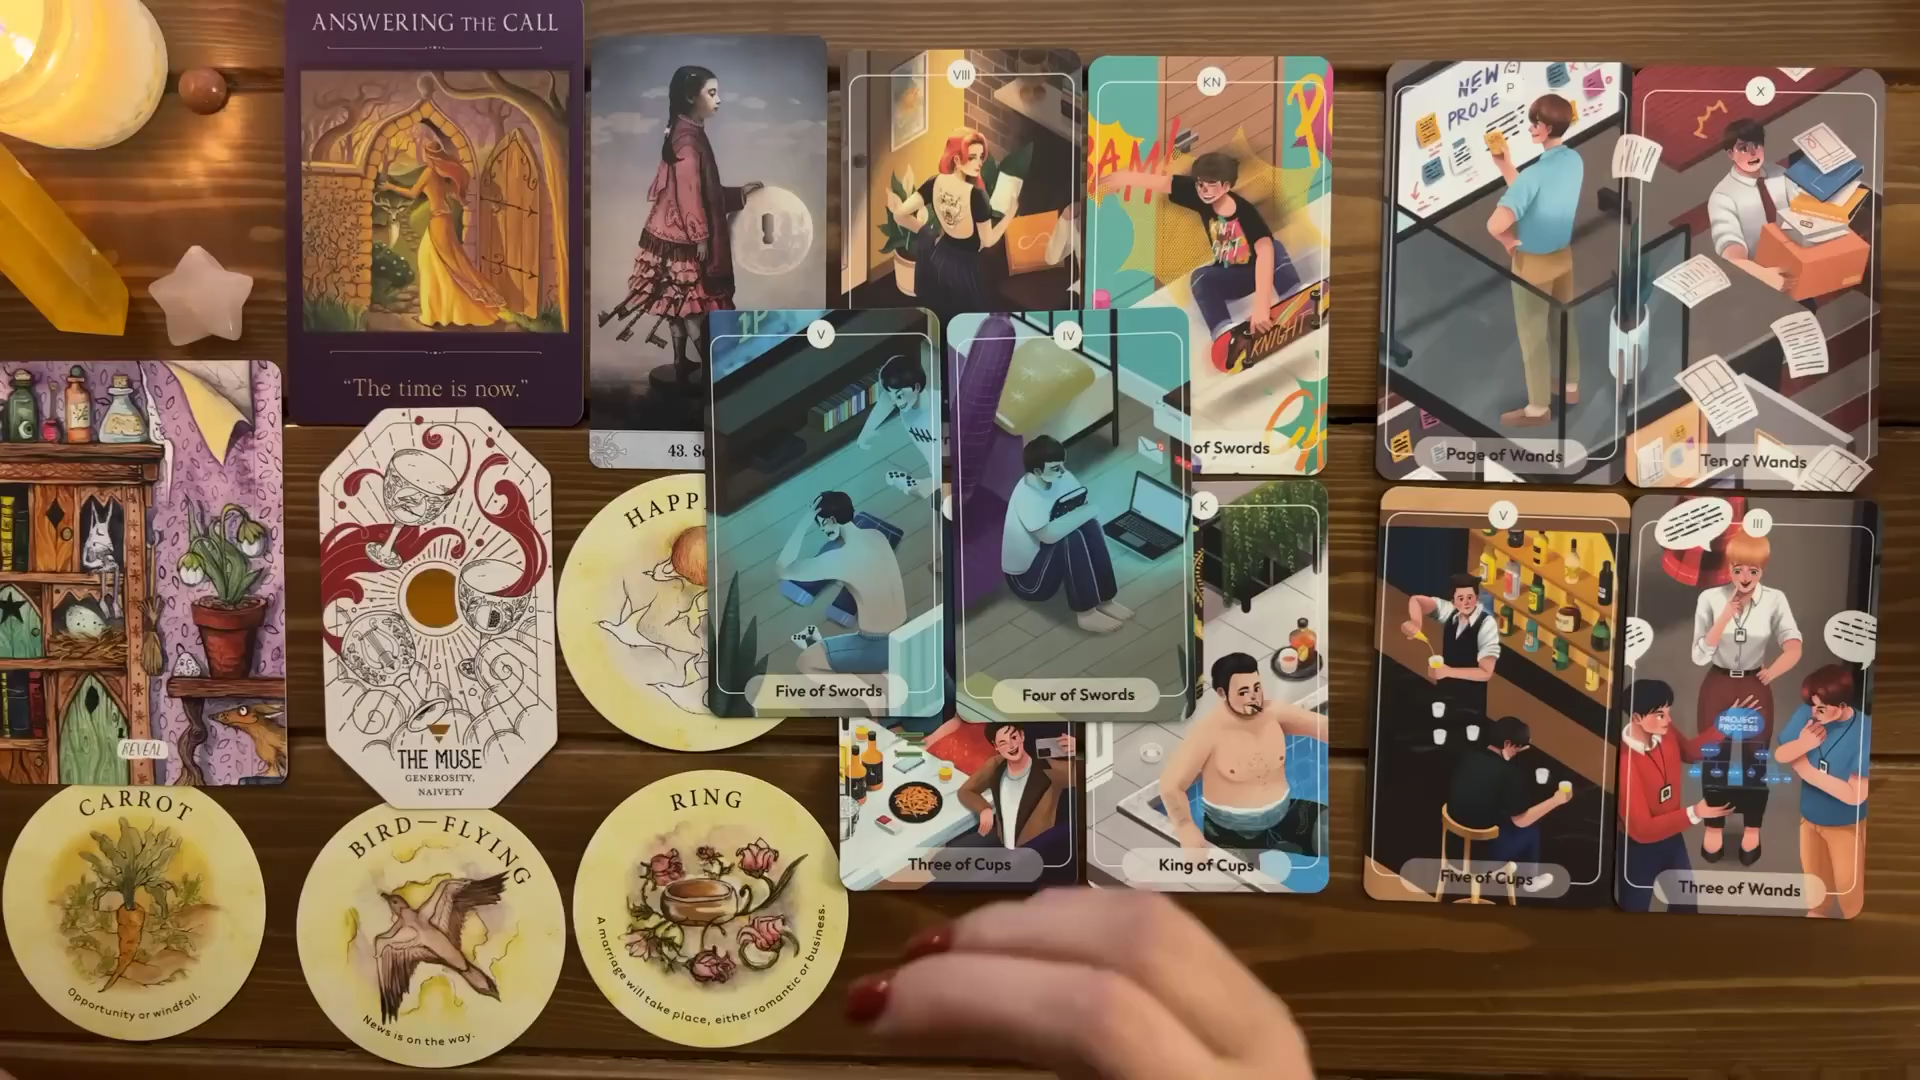 ANSWERING THE CALL
"The time is now."
43. S
VIII
KN
BAM!
KNI
GHT
KNIGHT
of Swords
NEW
PROJE
P
Page of Wands
X
Ten of Wands
V
Five of Swords
IV
Four of Swords
REVEAL
THE MUSE
GENEROSITY,
NAIVETY
HAPP
K
Three of Cups
King of Cups
V
Five of Cups
III
PROJECT
PROCESS
Three of Wands
CARROT
Opportunity or windfall.
BIRD—FLYING
News is on the way.
RING
A marriage will take place, either romantic or business.